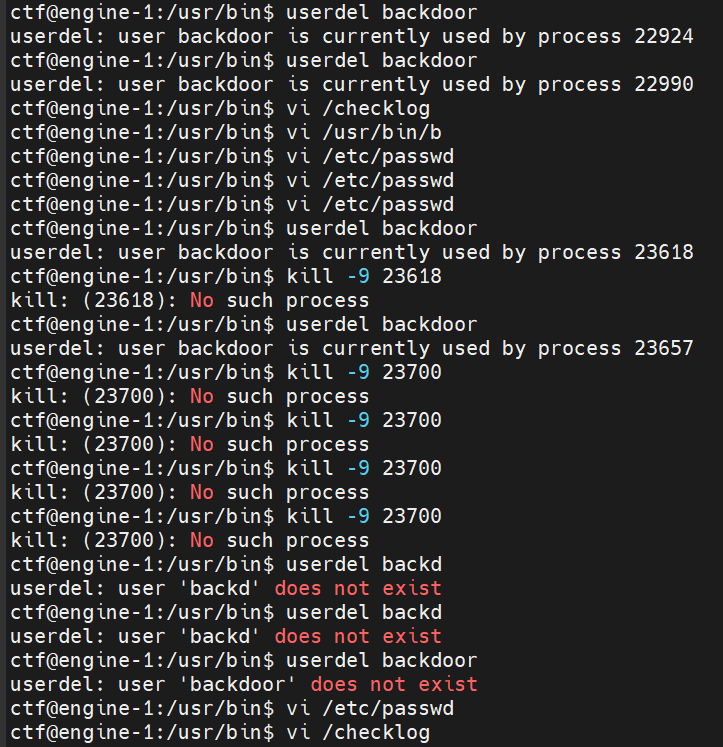 ctf@engine-1:/usr/bin$ userdel backdoor
userdel: user backdoor is currently used by process 22924
ctf@engine-1:/usr/bin$ userdel backdoor
userdel: user backdoor is currently used by process 22990
ctf@engine-1:/usr/bin$ vi /checklog
ctf@engine-1:/usr/bin$ vi /usr/bin/b
ctf@engine-1:/usr/bin$ vi /etc/passwd
ctf@engine-1:/usr/bin$ vi /etc/passwd
ctf@engine-1:/usr/bin$ vi /etc/passwd
ctf@engine-1:/usr/bin$ userdel backdoor
userdel: user backdoor is currently used by process 23618
ctf@engine-1:/usr/bin$ kill -9 23618
kill: (23618): No such process
ctf@engine-1:/usr/bin$ userdel backdoor
userdel: user backdoor is currently used by process 23657
ctf@engine-1:/usr/bin$ kill -9 23700
kill: (23700): No such process
ctf@engine-1:/usr/bin$ kill -9 23700
kill: (23700): No such process
ctf@engine-1:/usr/bin$ kill -9 23700
kill: (23700): No such process
ctf@engine-1:/usr/bin$ kill -9 23700
kill: (23700): No such process
ctf@engine-1:/usr/bin$ userdel backd
userdel: user 'backd' does not exist
ctf@engine-1:/usr/bin$ userdel backd
userdel: user 'backd' does not exist
ctf@engine-1:/usr/bin$ userdel backdoor
userdel: user 'backdoor' does not exist
ctf@engine-1:/usr/bin$ vi /etc/passwd
ctf@engine-1:/usr/bin$ vi /checklog